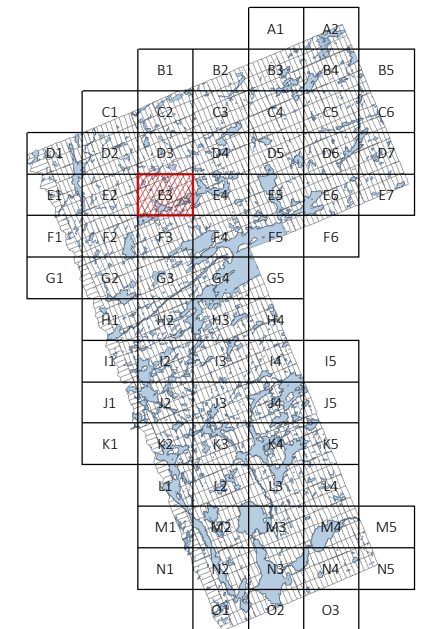 A1 A2
B1 B2 B3 B4 B5
C1 C2 C3 C4 C5 C6
D1 D2 D3 D4 D5 D6 D7
E1 E2 E3 E4 E5 E6 E7
F1 F2 F3 F4 F5 F6
G1 G2 G3 G4 G5
H1 H2 H3 H4
I1 I2 I3 I4 I5
J1 J2 J3 J4 J5
K1 K2 K3 K4 K5
L1 L2 L3 L4
M1 M2 M3 M4 M5
N1 N2 N3 N4 N5
O1 O2 O3